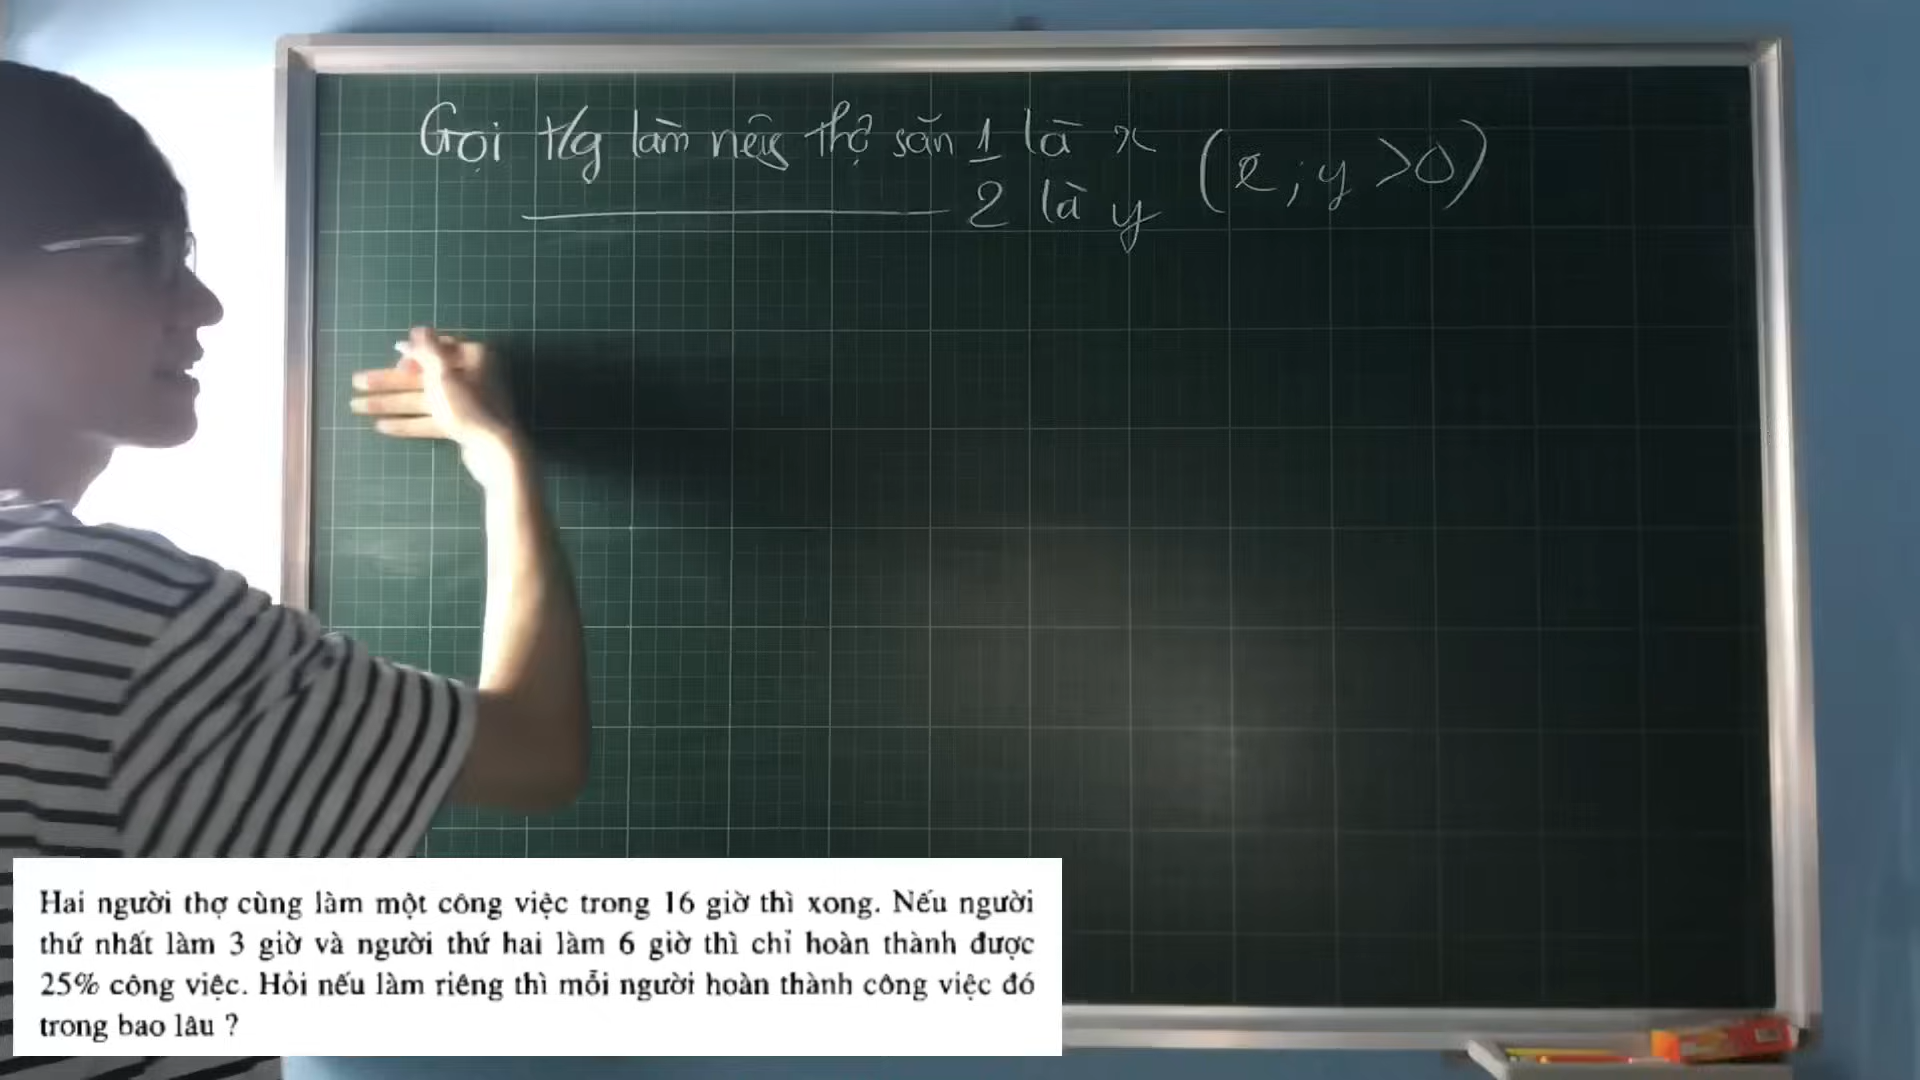 Gọi t/g làm riêng thợ sắn 1 là x (x; y >0)
2 là y
Hai người thợ cùng làm một công việc trong 16 giờ thì xong. Nếu người
thứ nhất làm 3 giờ và người thứ hai làm 6 giờ thì chỉ hoàn thành được
25% công việc. Hỏi nếu làm riêng thì mỗi người hoàn thành công việc đó
trong bao lâu ?